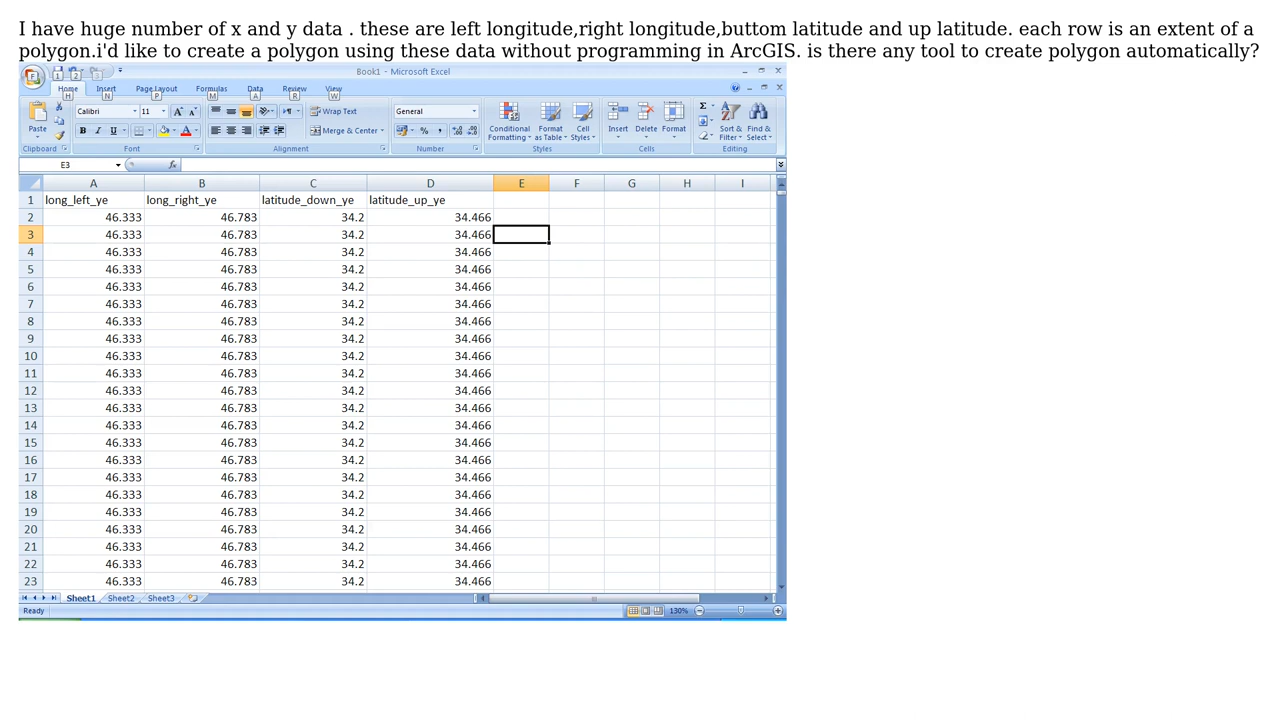 I have huge number of x and y data . these are left longitude,right longitude,buttom latitude and up latitude. each row is an extent of a
polygon.i'd like to create a polygon using these data without programming in ArcGIS. is there any tool to create polygon automatically?
Book1 - Microsoft Excel
F 1 2 3
Home Insert Page Layout Formulas Data Review View
H N P M A R W
Calibri 11 A A Wrap Text General Σ
Paste Conditional Format Cell Insert Delete Format Sort & Find &
B I U A Merge & Center % , Formatting as Table Styles Filter Select
Clipboard Font Alignment Number Styles Cells Editing
E3 fx
A B C D E F G H I
1 long_left_ye long_right_ye latitude_down_ye latitude_up_ye
2 46.333 46.783 34.2 34.466
3 46.333 46.783 34.2 34.466
4 46.333 46.783 34.2 34.466
5 46.333 46.783 34.2 34.466
6 46.333 46.783 34.2 34.466
7 46.333 46.783 34.2 34.466
8 46.333 46.783 34.2 34.466
9 46.333 46.783 34.2 34.466
10 46.333 46.783 34.2 34.466
11 46.333 46.783 34.2 34.466
12 46.333 46.783 34.2 34.466
13 46.333 46.783 34.2 34.466
14 46.333 46.783 34.2 34.466
15 46.333 46.783 34.2 34.466
16 46.333 46.783 34.2 34.466
17 46.333 46.783 34.2 34.466
18 46.333 46.783 34.2 34.466
19 46.333 46.783 34.2 34.466
20 46.333 46.783 34.2 34.466
21 46.333 46.783 34.2 34.466
22 46.333 46.783 34.2 34.466
23 46.333 46.783 34.2 34.466
Sheet1 Sheet2 Sheet3
Ready 130%